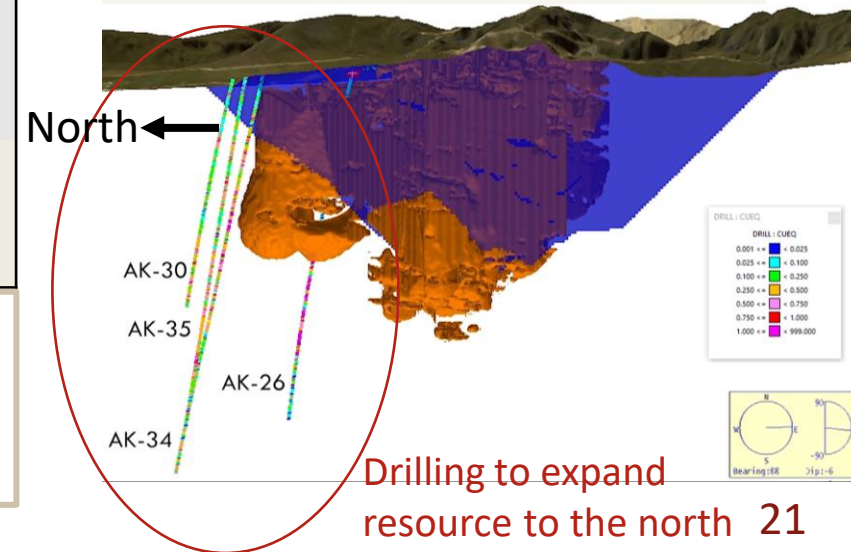 North
AK-30
AK-35
AK-26
AK-34
DRILL : CUEQ
DRILL : CUEQ
0.001 <= < 0.025
0.025 <= < 0.100
0.100 <= < 0.250
0.250 <= < 0.500
0.500 <= < 0.750
0.750 <= < 1.000
1.000 <= < 999.000
N
W E
S
90
-90
Bearing:88 Dip:-6
Drilling to expand
resource to the north 21